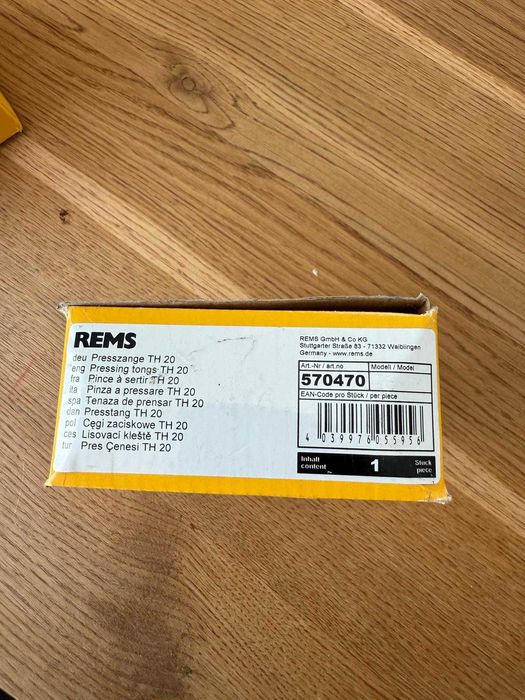 REMS
deu Presszange TH 20
eng Pressing tongs TH 20
fra Pince à sertir TH 20
ita Pinza a pressare TH 20
spa Tenaza de prensar TH 20
dan Presstang TH 20
pol Cęgi zaciskowe TH 20
ces Lisovací kleště TH 20
tur Pres Çenesi TH 20
REMS GmbH & Co KG
Stuttgarter Straße 83 - 71332 Waiblingen
Germany - www.rems.de
Art.-Nr / art.no
Modell / Model
570470
EAN-Code pro Stück / per piece
4 039976 055956
Inhalt
content
1
Stück
piece